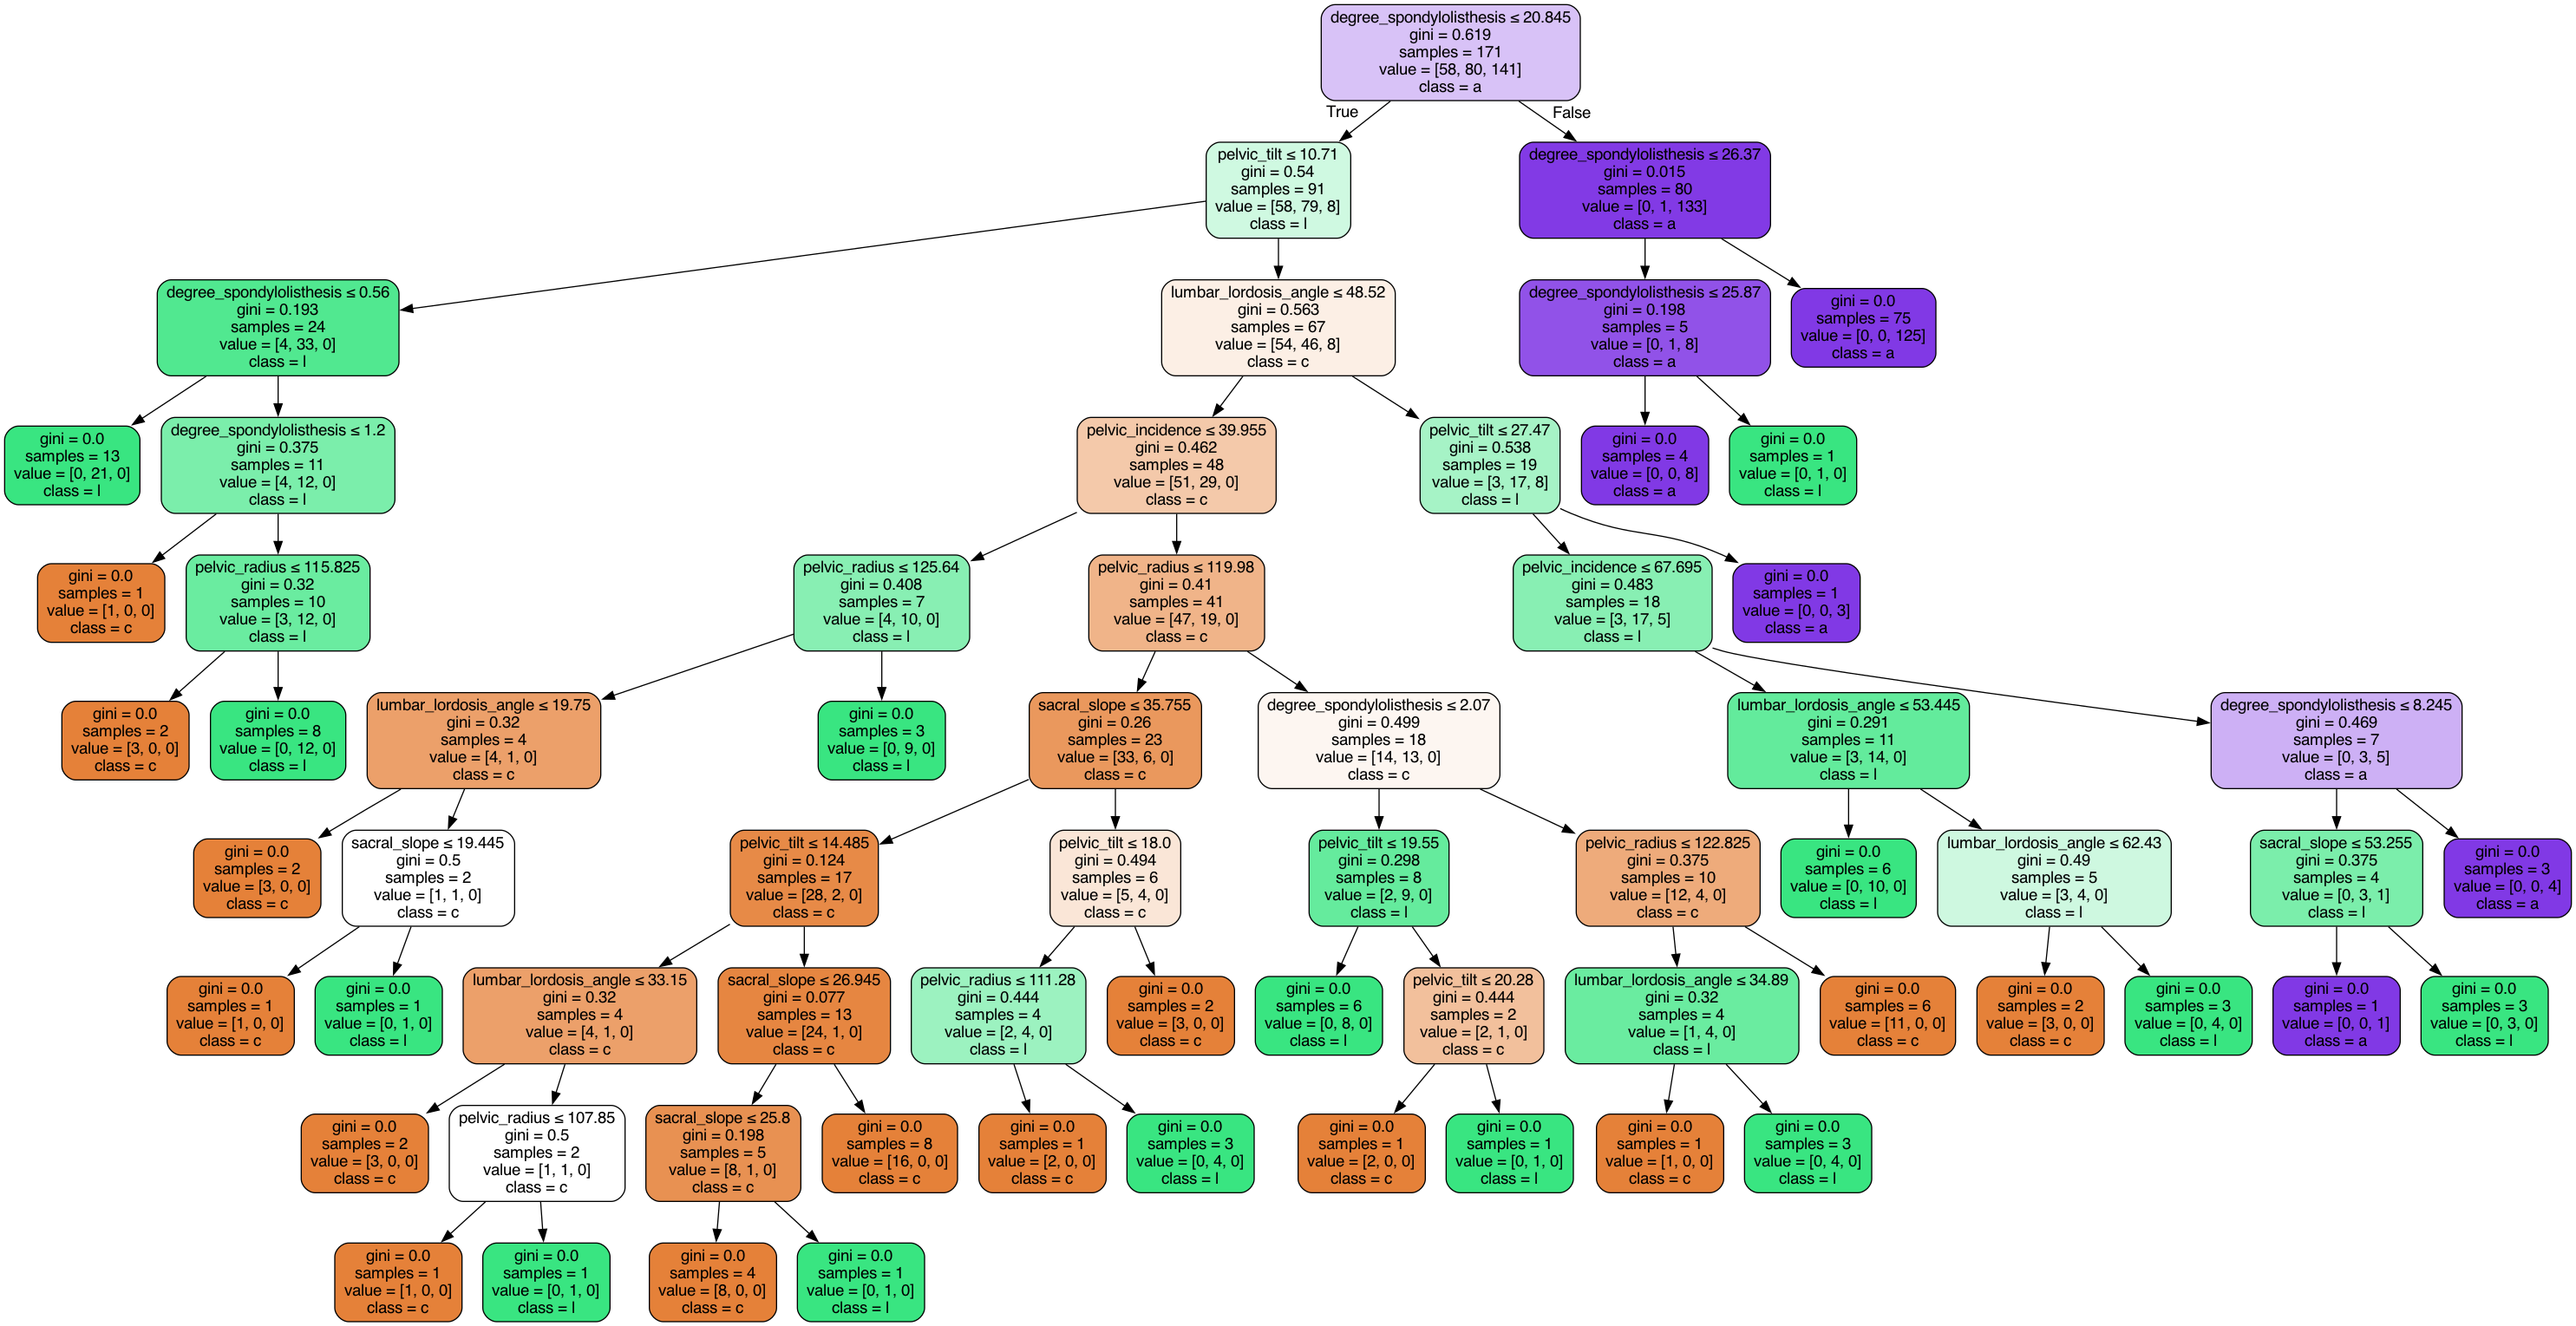 degree_spondylolisthesis ≤ 20.845
gini = 0.619
samples = 171
value = [58, 80, 141]
class = a
True
False
pelvic_tilt ≤ 10.71
gini = 0.54
samples = 91
value = [58, 79, 8]
class = l
degree_spondylolisthesis ≤ 26.37
gini = 0.015
samples = 80
value = [0, 1, 133]
class = a
degree_spondylolisthesis ≤ 0.56
gini = 0.193
samples = 24
value = [4, 33, 0]
class = l
lumbar_lordosis_angle ≤ 48.52
gini = 0.563
samples = 67
value = [54, 46, 8]
class = c
degree_spondylolisthesis ≤ 25.87
gini = 0.198
samples = 5
value = [0, 1, 8]
class = a
gini = 0.0
samples = 75
value = [0, 0, 125]
class = a
gini = 0.0
samples = 13
value = [0, 21, 0]
class = l
degree_spondylolisthesis ≤ 1.2
gini = 0.375
samples = 11
value = [4, 12, 0]
class = l
pelvic_incidence ≤ 39.955
gini = 0.462
samples = 48
value = [51, 29, 0]
class = c
pelvic_tilt ≤ 27.47
gini = 0.538
samples = 19
value = [3, 17, 8]
class = l
gini = 0.0
samples = 4
value = [0, 0, 8]
class = a
gini = 0.0
samples = 1
value = [0, 1, 0]
class = l
gini = 0.0
samples = 1
value = [1, 0, 0]
class = c
pelvic_radius ≤ 115.825
gini = 0.32
samples = 10
value = [3, 12, 0]
class = l
pelvic_radius ≤ 125.64
gini = 0.408
samples = 7
value = [4, 10, 0]
class = l
pelvic_radius ≤ 119.98
gini = 0.41
samples = 41
value = [47, 19, 0]
class = c
pelvic_incidence ≤ 67.695
gini = 0.483
samples = 18
value = [3, 17, 5]
class = l
gini = 0.0
samples = 1
value = [0, 0, 3]
class = a
gini = 0.0
samples = 2
value = [3, 0, 0]
class = c
gini = 0.0
samples = 8
value = [0, 12, 0]
class = l
lumbar_lordosis_angle ≤ 19.75
gini = 0.32
samples = 4
value = [4, 1, 0]
class = c
gini = 0.0
samples = 3
value = [0, 9, 0]
class = l
sacral_slope ≤ 35.755
gini = 0.26
samples = 23
value = [33, 6, 0]
class = c
degree_spondylolisthesis ≤ 2.07
gini = 0.499
samples = 18
value = [14, 13, 0]
class = c
lumbar_lordosis_angle ≤ 53.445
gini = 0.291
samples = 11
value = [3, 14, 0]
class = l
degree_spondylolisthesis ≤ 8.245
gini = 0.469
samples = 7
value = [0, 3, 5]
class = a
gini = 0.0
samples = 2
value = [3, 0, 0]
class = c
sacral_slope ≤ 19.445
gini = 0.5
samples = 2
value = [1, 1, 0]
class = c
pelvic_tilt ≤ 14.485
gini = 0.124
samples = 17
value = [28, 2, 0]
class = c
pelvic_tilt ≤ 18.0
gini = 0.494
samples = 6
value = [5, 4, 0]
class = c
pelvic_tilt ≤ 19.55
gini = 0.298
samples = 8
value = [2, 9, 0]
class = l
pelvic_radius ≤ 122.825
gini = 0.375
samples = 10
value = [12, 4, 0]
class = c
gini = 0.0
samples = 6
value = [0, 10, 0]
class = l
lumbar_lordosis_angle ≤ 62.43
gini = 0.49
samples = 5
value = [3, 4, 0]
class = l
sacral_slope ≤ 53.255
gini = 0.375
samples = 4
value = [0, 3, 1]
class = l
gini = 0.0
samples = 3
value = [0, 0, 4]
class = a
gini = 0.0
samples = 1
value = [1, 0, 0]
class = c
gini = 0.0
samples = 1
value = [0, 1, 0]
class = l
lumbar_lordosis_angle ≤ 33.15
gini = 0.32
samples = 4
value = [4, 1, 0]
class = c
sacral_slope ≤ 26.945
gini = 0.077
samples = 13
value = [24, 1, 0]
class = c
pelvic_radius ≤ 111.28
gini = 0.444
samples = 4
value = [2, 4, 0]
class = l
gini = 0.0
samples = 2
value = [3, 0, 0]
class = c
gini = 0.0
samples = 6
value = [0, 8, 0]
class = l
pelvic_tilt ≤ 20.28
gini = 0.444
samples = 2
value = [2, 1, 0]
class = c
lumbar_lordosis_angle ≤ 34.89
gini = 0.32
samples = 4
value = [1, 4, 0]
class = l
gini = 0.0
samples = 6
value = [11, 0, 0]
class = c
gini = 0.0
samples = 2
value = [3, 0, 0]
class = c
gini = 0.0
samples = 3
value = [0, 4, 0]
class = l
gini = 0.0
samples = 1
value = [0, 0, 1]
class = a
gini = 0.0
samples = 3
value = [0, 3, 0]
class = l
gini = 0.0
samples = 2
value = [3, 0, 0]
class = c
pelvic_radius ≤ 107.85
gini = 0.5
samples = 2
value = [1, 1, 0]
class = c
sacral_slope ≤ 25.8
gini = 0.198
samples = 5
value = [8, 1, 0]
class = c
gini = 0.0
samples = 8
value = [16, 0, 0]
class = c
gini = 0.0
samples = 1
value = [2, 0, 0]
class = c
gini = 0.0
samples = 3
value = [0, 4, 0]
class = l
gini = 0.0
samples = 1
value = [2, 0, 0]
class = c
gini = 0.0
samples = 1
value = [0, 1, 0]
class = l
gini = 0.0
samples = 1
value = [1, 0, 0]
class = c
gini = 0.0
samples = 3
value = [0, 4, 0]
class = l
gini = 0.0
samples = 1
value = [1, 0, 0]
class = c
gini = 0.0
samples = 1
value = [0, 1, 0]
class = l
gini = 0.0
samples = 4
value = [8, 0, 0]
class = c
gini = 0.0
samples = 1
value = [0, 1, 0]
class = l